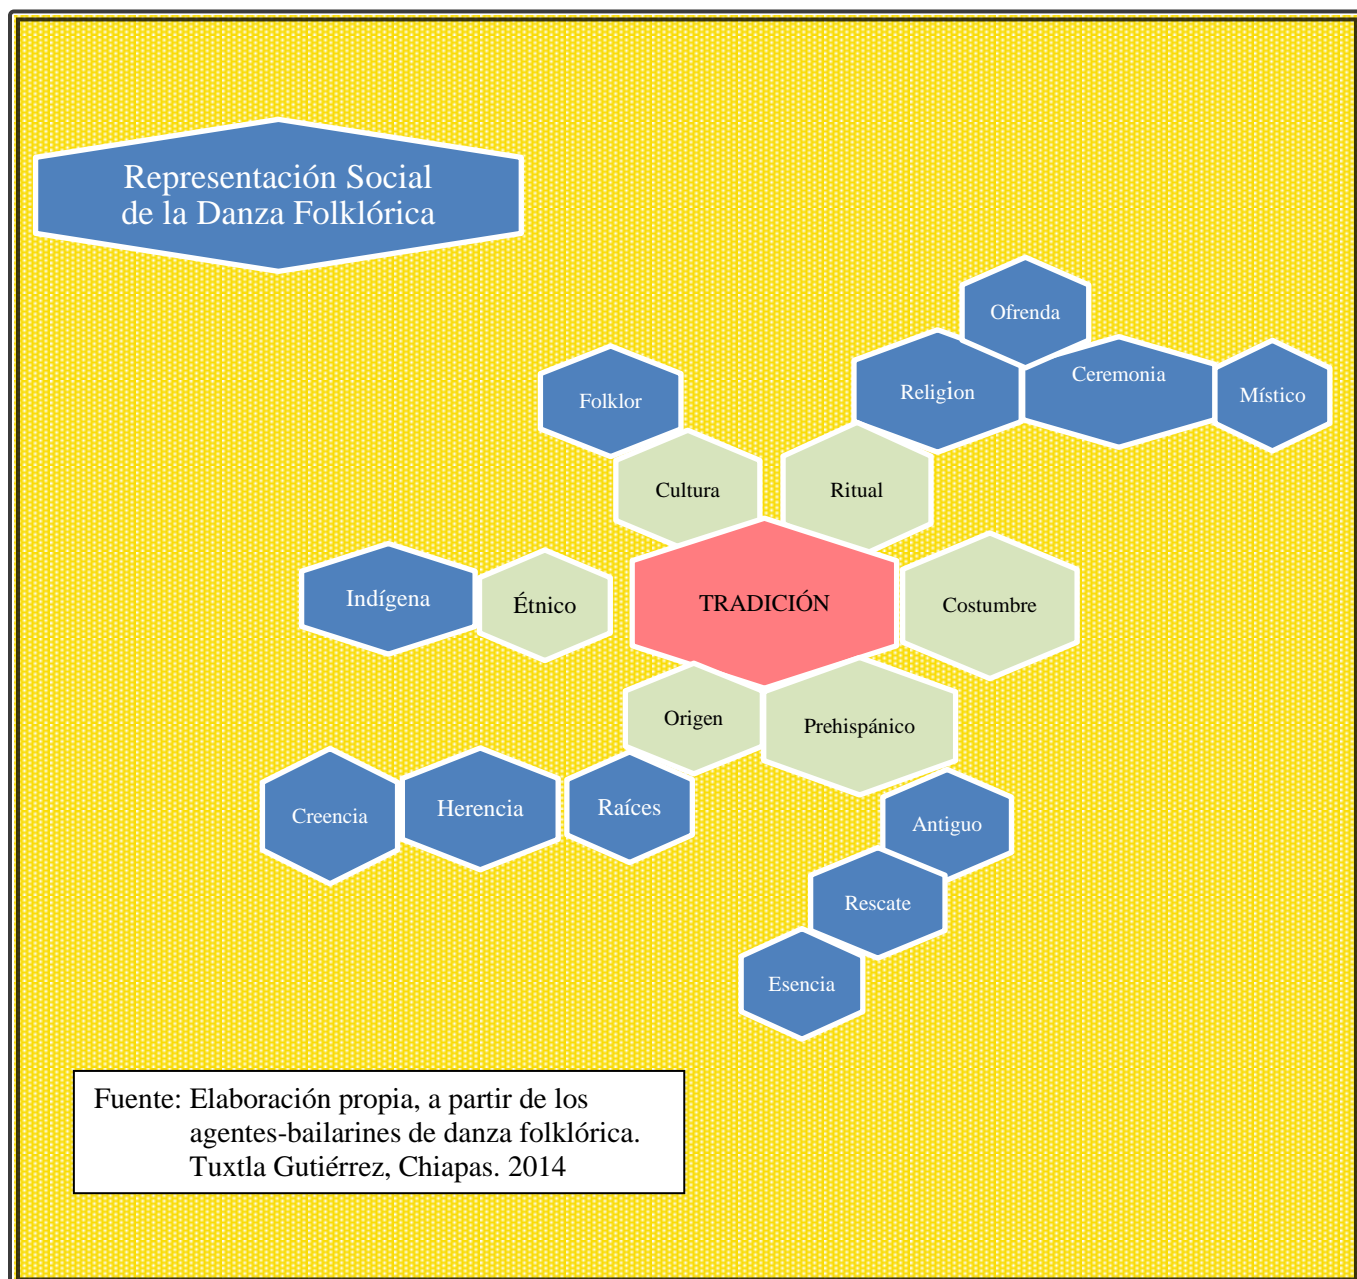 Representación Social
de la Danza Folklórica
Ofrenda
Ceremonia
Religion
Místico
Folklor
Cultura
Ritual
Indígena
Étnico
TRADICIÓN
Costumbre
Origen
Prehispánico
Creencia
Herencia
Raíces
Antiguo
Rescate
Esencia
Fuente: Elaboración propia, a partir de los
agentes-bailarines de danza folklórica.
Tuxtla Gutiérrez, Chiapas. 2014